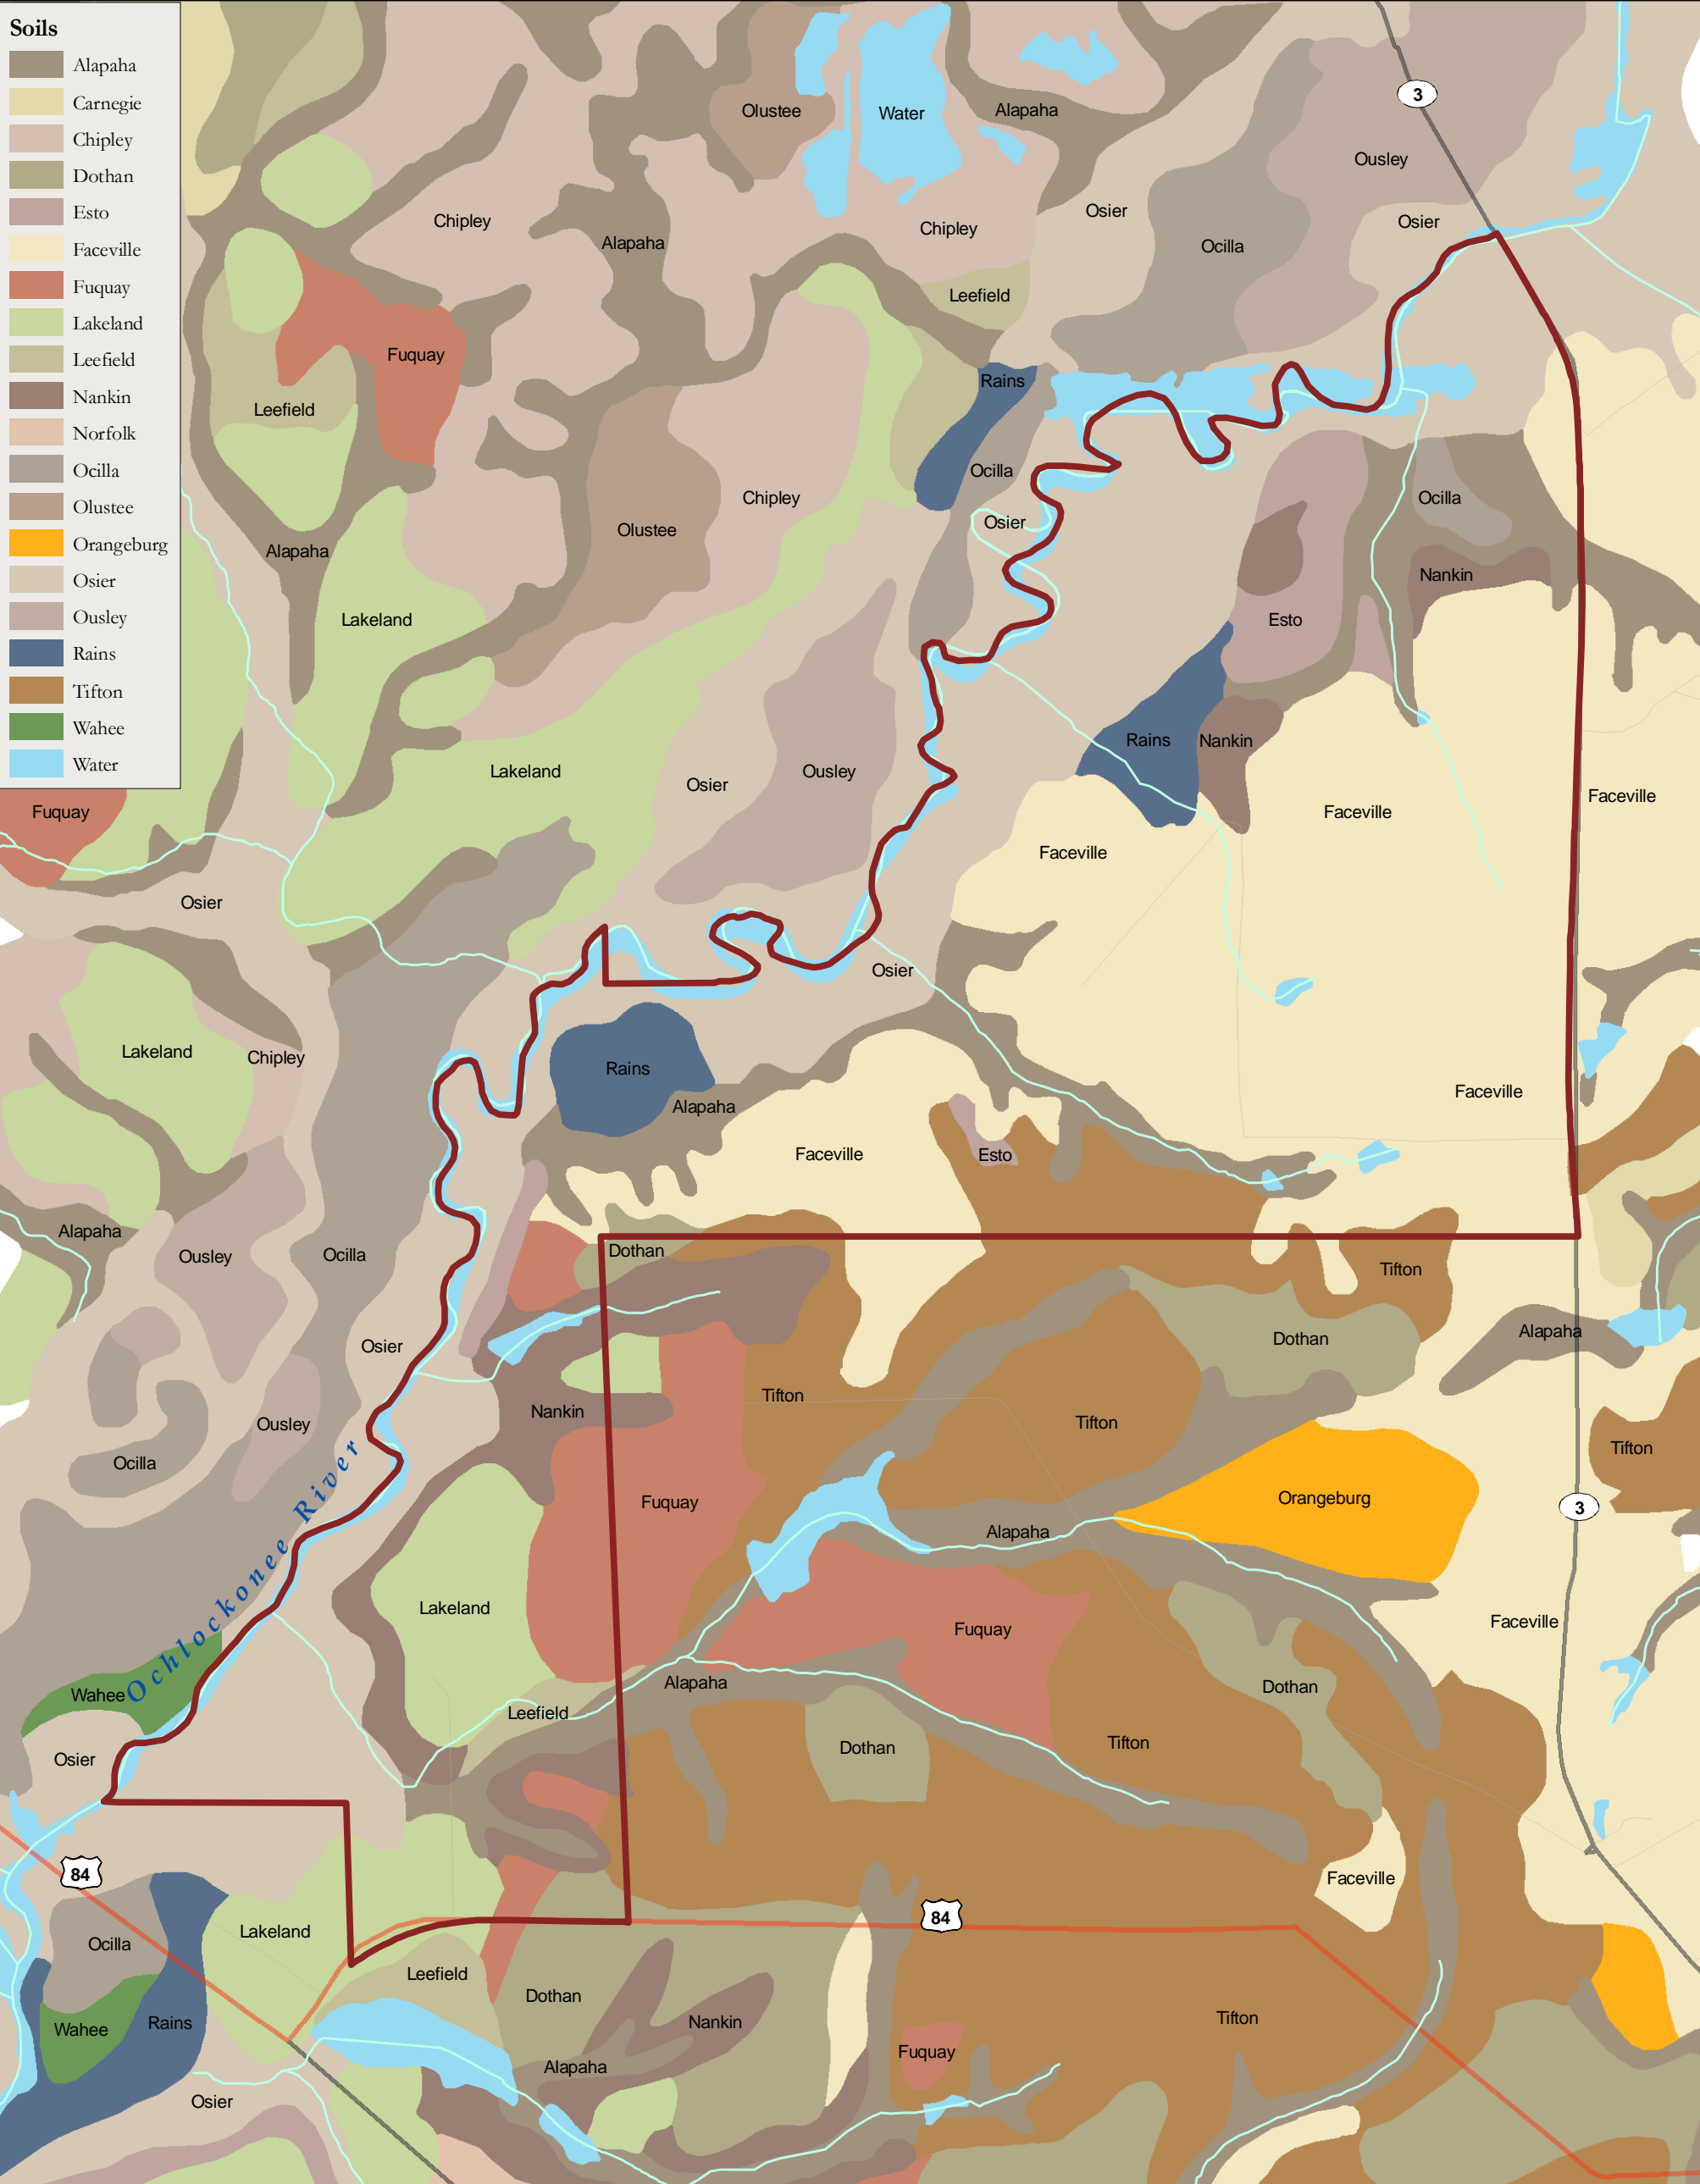 Soils
Alapaha
Carnegie
Chipley
Dothan
Esto
Faceville
Fuquay
Lakeland
Leefield
Nankin
Norfolk
Ocilla
Olustee
Orangeburg
Osier
Ousley
Rains
Tifton
Wahee
Water
3
Olustee
Water
Alapaha
Ousley
Chipley
Alapaha
Chipley
Osier
Ocilla
Osier
Leefield
Fuquay
Rains
Leefield
Ocilla
Chipley
Ocilla
Osier
Olustee
Alapaha
Nankin
Lakeland
Esto
Rains
Nankin
Lakeland
Osier
Ousley
Faceville
Fuquay
Faceville
Faceville
Osier
Osier
Lakeland
Chipley
Rains
Faceville
Alapaha
Faceville
Esto
Alapaha
Ousley
Ocilla
Dothan
Tifton
Osier
Dothan
Alapaha
Tifton
Nankin
Ousley
Tifton
Tifton
Ocilla
Fuquay
Orangeburg
3
Alapaha
Ochlockonee River
Lakeland
Fuquay
Faceville
Wahee
Alapaha
Dothan
Leefield
Osier
Dothan
Tifton
84
Faceville
84
Lakeland
Ocilla
Leefield
Dothan
Wahee
Rains
Nankin
Tifton
Fuquay
Alapaha
Osier